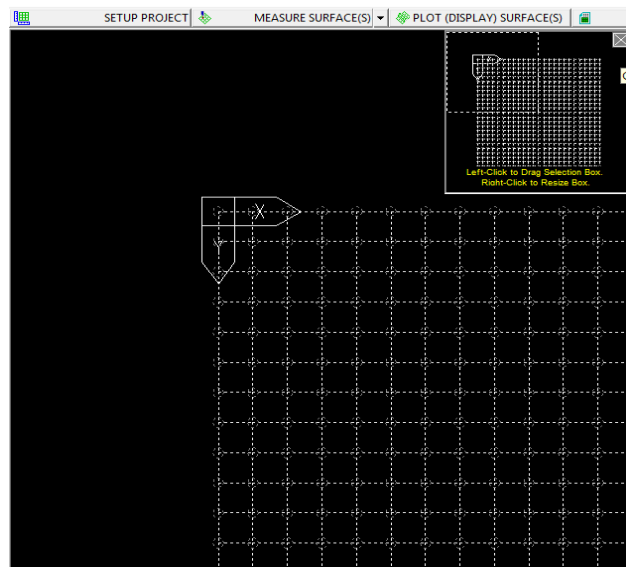 SETUP PROJECT MEASURE SURFACE(S) PLOT (DISPLAY) SURFACE(S)
Left-Click to Drag Selection Box.
Right-Click to Resize Box.
X
Y